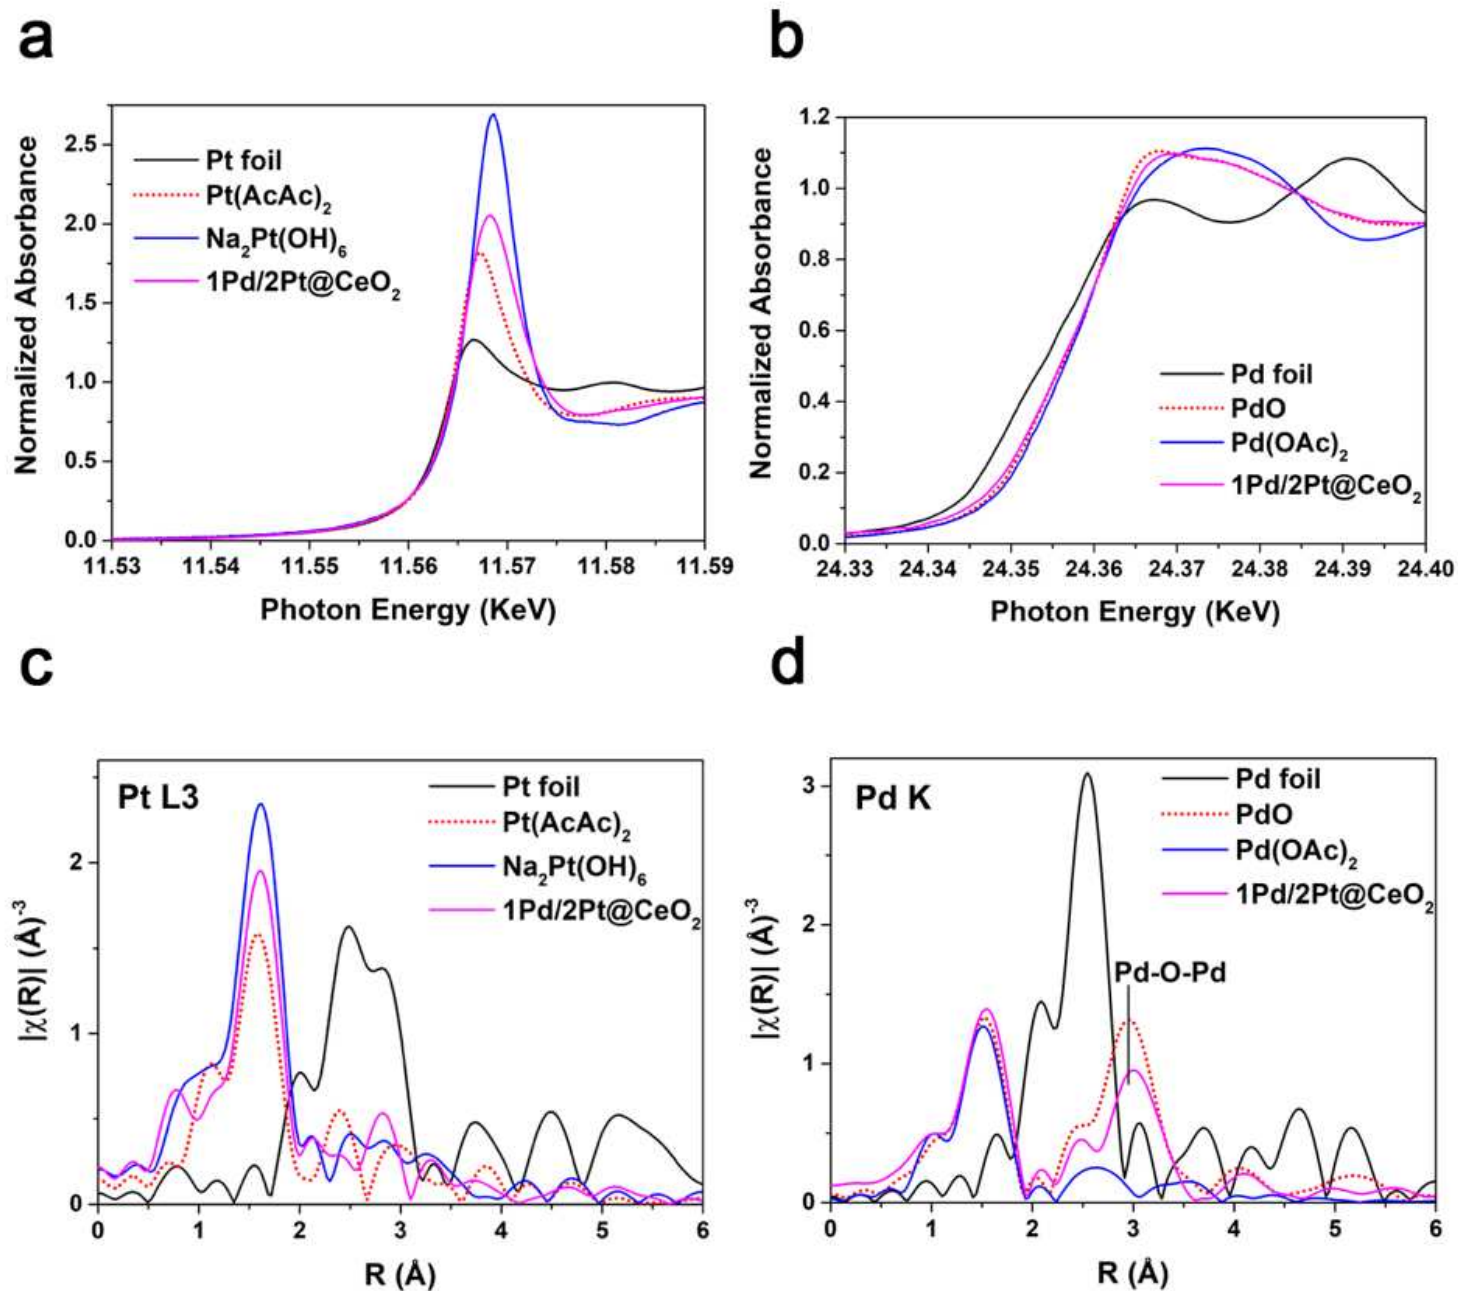 a
Normalized Absorbance
2.5
2.0
1.5
1.0
0.5
0.0
Pt foil
Pt(AcAc)₂
Na₂Pt(OH)₆
1Pd/2Pt@CeO₂
11.53 11.54 11.55 11.56 11.57 11.58 11.59
Photon Energy (KeV)
b
Normalized Absorbance
1.2
1.0
0.8
0.6
0.4
0.2
0.0
Pd foil
PdO
Pd(OAc)₂
1Pd/2Pt@CeO₂
24.33 24.34 24.35 24.36 24.37 24.38 24.39 24.40
Photon Energy (KeV)
c
|χ(R)| (Å)⁻³
2
1
0
Pt L3
Pt foil
Pt(AcAc)₂
Na₂Pt(OH)₆
1Pd/2Pt@CeO₂
0 1 2 3 4 5 6
R (Å)
d
|χ(R)| (Å)⁻³
3
2
1
0
Pd K
Pd foil
PdO
Pd(OAc)₂
1Pd/2Pt@CeO₂
Pd-O-Pd
0 1 2 3 4 5 6
R (Å)